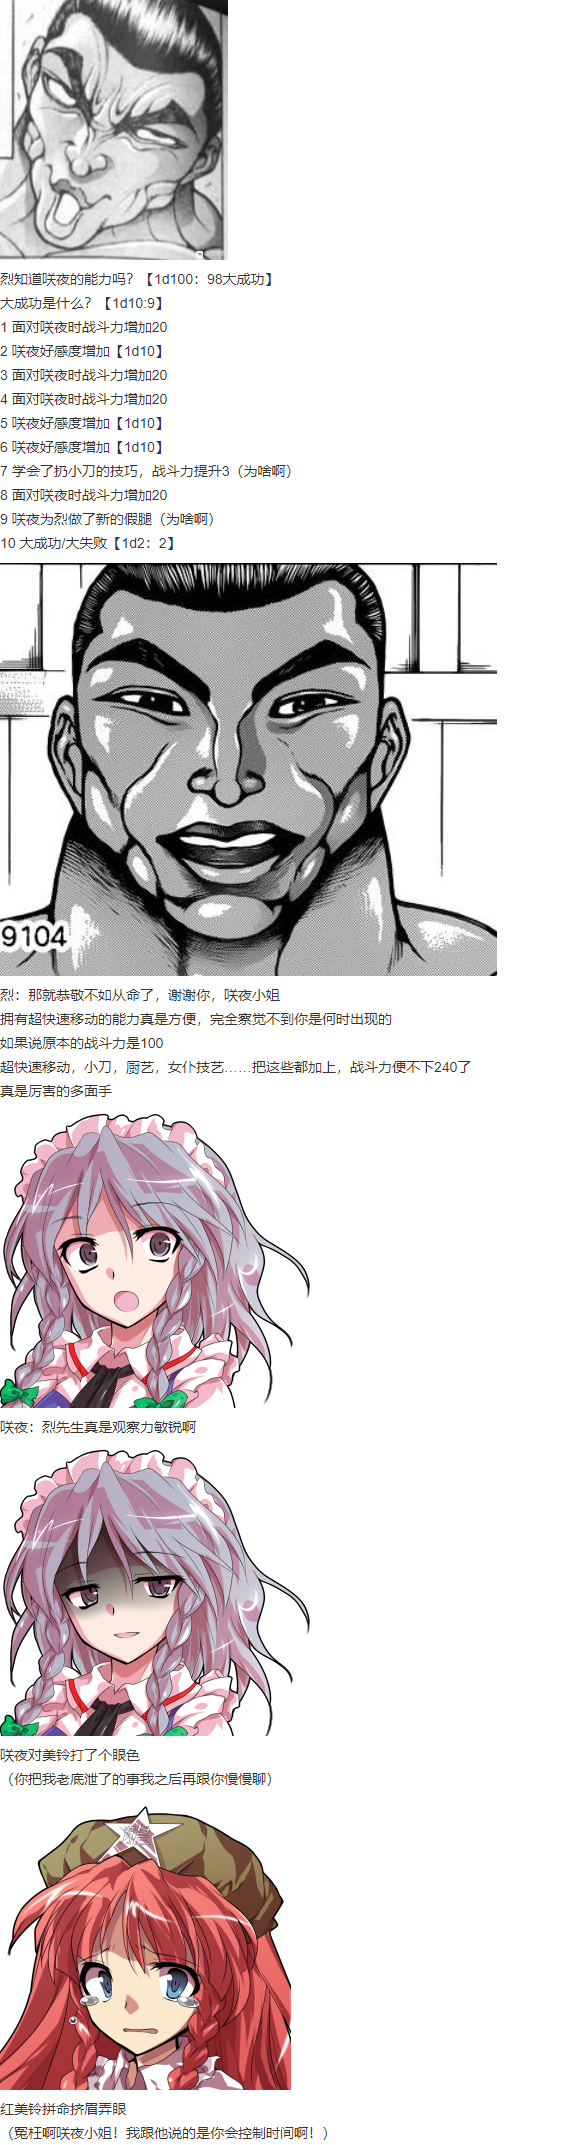 烈知道咲夜的能力吗？【1d100：98大成功】
大成功是什么？【1d10:9】
1 面对咲夜时战斗力增加20
2 咲夜好感度增加【1d10】
3 面对咲夜时战斗力增加20
4 面对咲夜时战斗力增加20
5 咲夜好感度增加【1d10】
6 咲夜好感度增加【1d10】
7 学会了扔小刀的技巧，战斗力提升3（为啥啊）
8 面对咲夜时战斗力增加20
9 咲夜为烈做了新的假腿（为啥啊）
10 大成功/大失败【1d2：2】
9104
烈：那就恭敬不如从命了，谢谢你，咲夜小姐
拥有超快速移动的能力真是方便，完全察觉不到你是何时出现的
如果说原本的战斗力是100
超快速移动，小刀，厨艺，女仆技艺……把这些都加上，战斗力便不下240了
真是厉害的多面手
咲夜：烈先生真是观察力敏锐啊
咲夜对美铃打了个眼色
（你把我老底泄了的事我之后再跟你慢慢聊）
红美铃拼命挤眉弄眼
（冤枉啊咲夜小姐！我跟他说的是你会控制时间啊！）